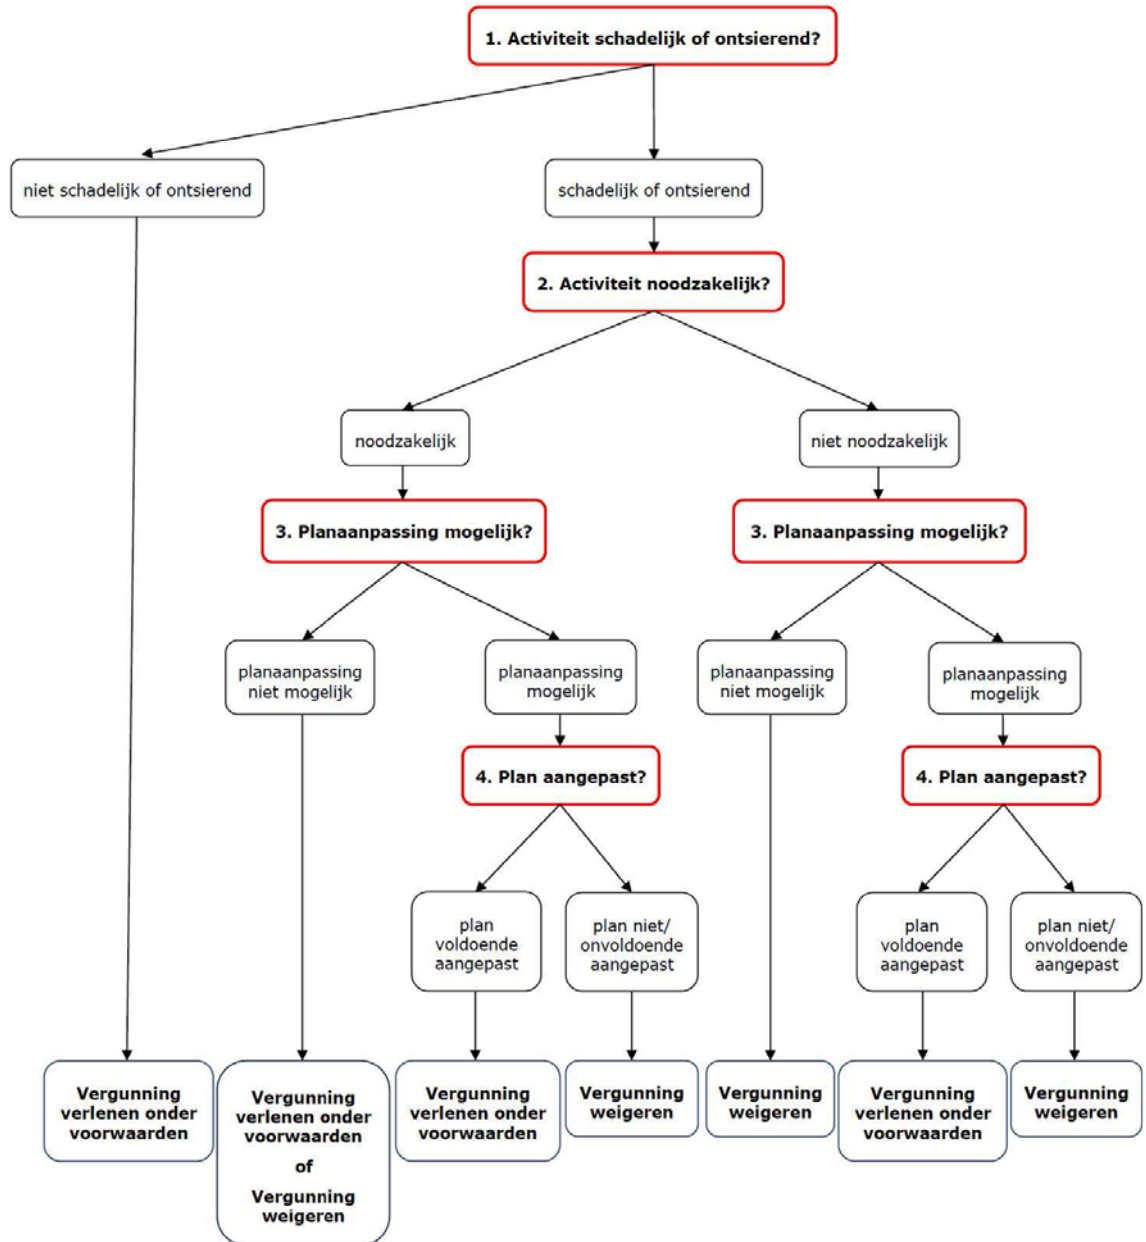 1. Activiteit schadelijk of ontsierend?
niet schadelijk of ontsierend
schadelijk of ontsierend
2. Activiteit noodzakelijk?
noodzakelijk
niet noodzakelijk
3. Planaanpassing mogelijk?
3. Planaanpassing mogelijk?
planaanpassing
niet mogelijk
planaanpassing
mogelijk
planaanpassing
niet mogelijk
planaanpassing
mogelijk
4. Plan aangepast?
4. Plan aangepast?
plan
voldoende
aangepast
plan niet/
onvoldoende
aangepast
plan
voldoende
aangepast
plan niet/
onvoldoende
aangepast
Vergunning
verlenen onder
voorwaarden
Vergunning
verlenen onder
voorwaarden
of
Vergunning
weigeren
Vergunning
verlenen onder
voorwaarden
Vergunning
weigeren
Vergunning
weigeren
Vergunning
verlenen onder
voorwaarden
Vergunning
weigeren